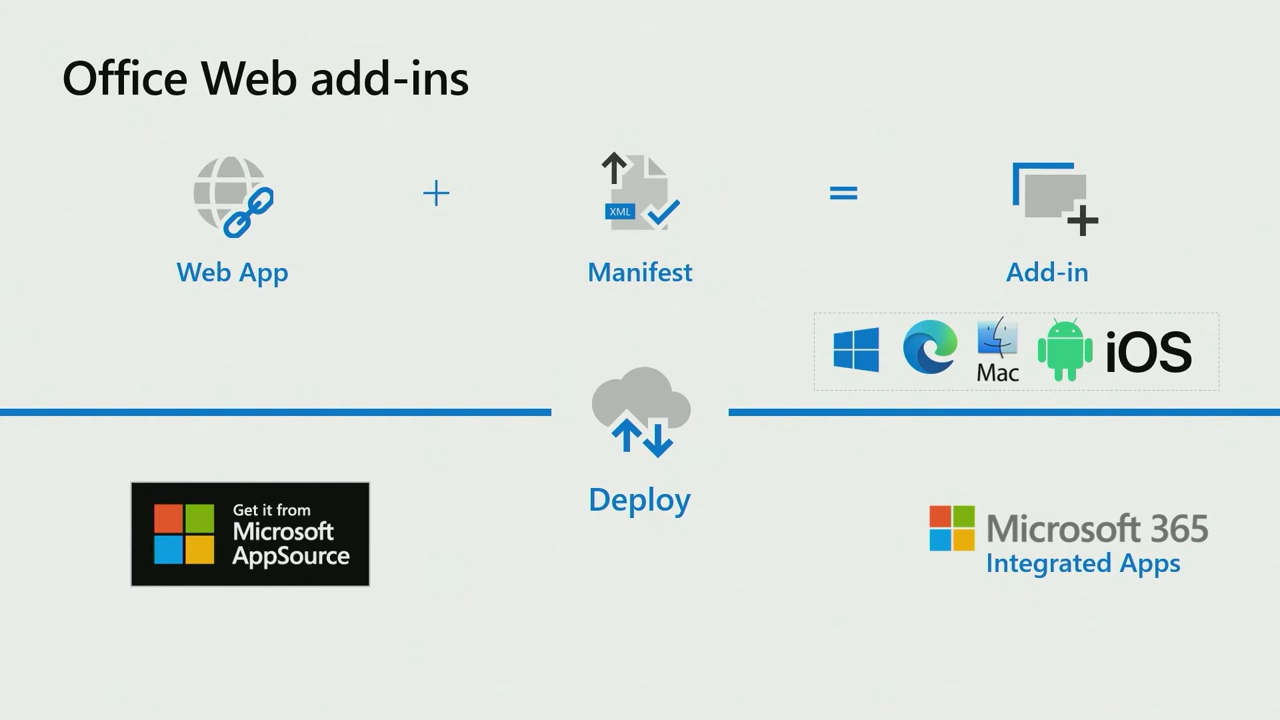 Office Web add-ins
+
XML
=
Web App
Manifest
Add-in
Mac
iOS
Deploy
Get it from
Microsoft
AppSource
Microsoft 365
Integrated Apps